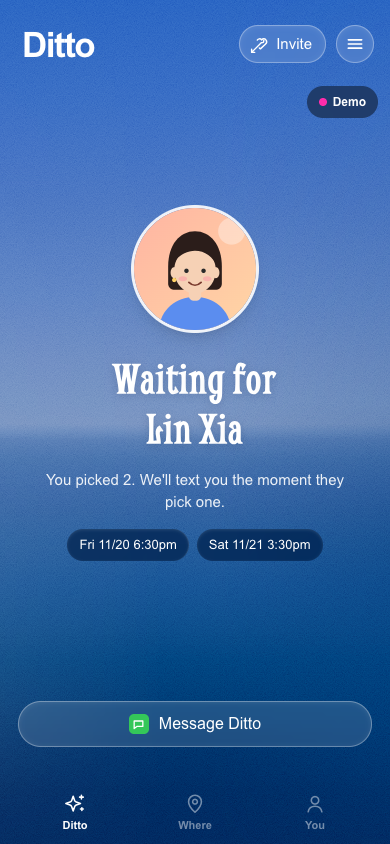 Ditto
Invite
Demo
Waiting for
Lin Xia
You picked 2. We'll text you the moment they
pick one.
Fri 11/20 6:30pm
Sat 11/21 3:30pm
Message Ditto
Ditto
Where
You